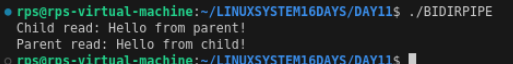 rps@rps-virtual-machine:~/LINUXSYSTEM16DAYS/DAY11$ ./BIDIRPIPE
Child read: Hello from parent!
Parent read: Hello from child!
rps@rps-virtual-machine:~/LINUXSYSTEM16DAYS/DAY11$